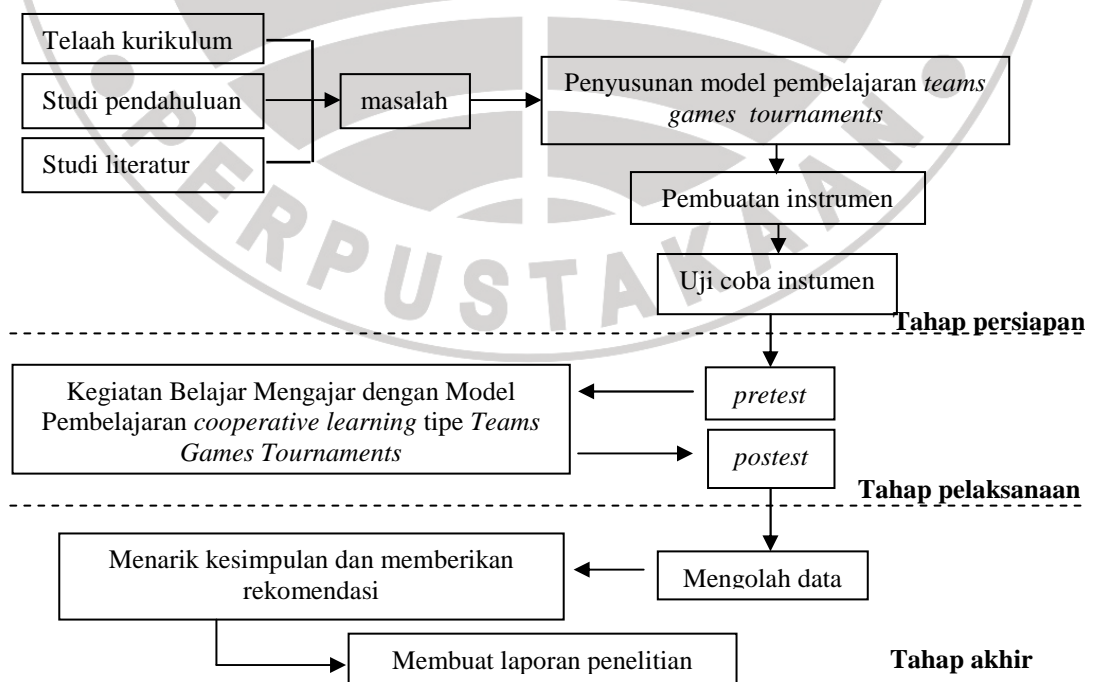 Telaah kurikulum
Studi pendahuluan
Studi literatur
masalah
Penyusunan model pembelajaran teams
games tournaments
Pembuatan instrumen
Uji coba instumen
Tahap persiapan
Kegiatan Belajar Mengajar dengan Model
Pembelajaran cooperative learning tipe Teams
Games Tournaments
pretest
postest
Tahap pelaksanaan
Menarik kesimpulan dan memberikan
rekomendasi
Mengolah data
Membuat laporan penelitian
Tahap akhir
PERPUSTAKAAN